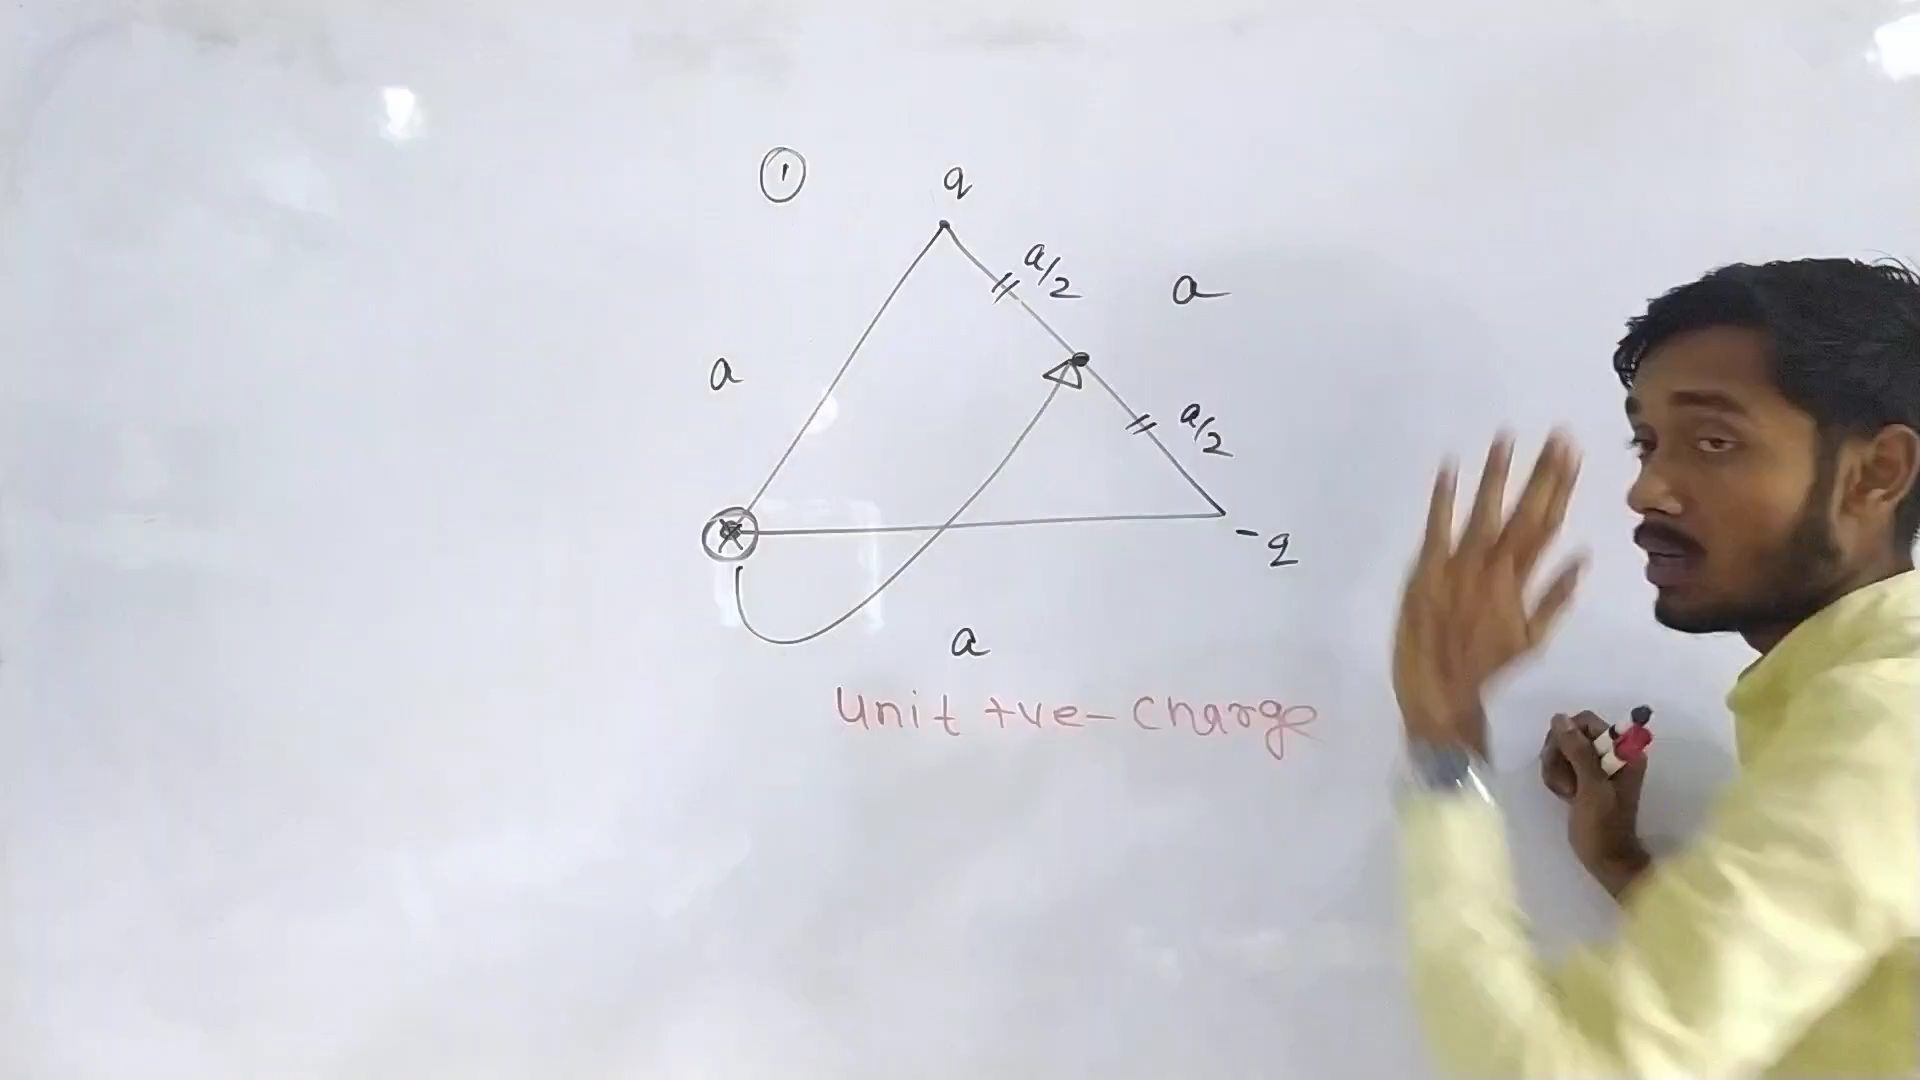 ①
q
a/2
a
a
a/2
-q
a
unit +ve- charge